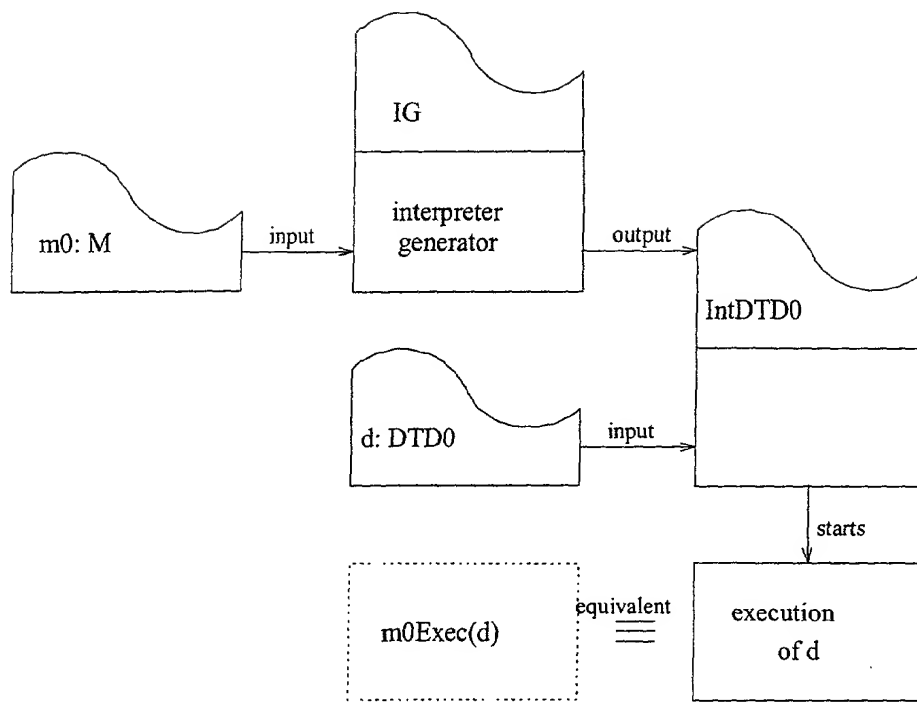 IG
m0: M
input
interpreter
generator
output
IntDTD0
d: DTD0
input
starts
m0Exec(d)
equivalent
execution
of d